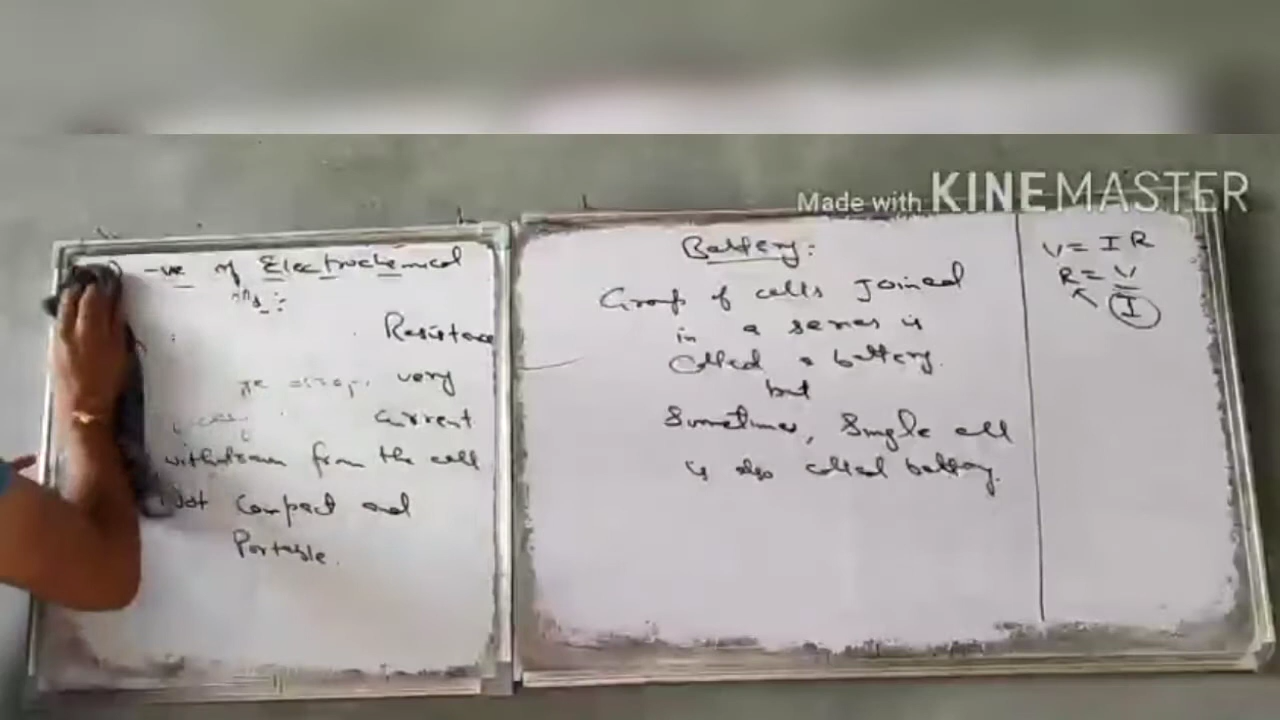 Made with KINEMASTER
-ve of Electrochemical
Resistance
very
current
withdrawn from the cell
Not compact and
Portable.
Battery:
Group of cells Joined
in a series is
Called a battery.
but
Sometimes, Single cell
is also called battery.
V = I R
R = V
I